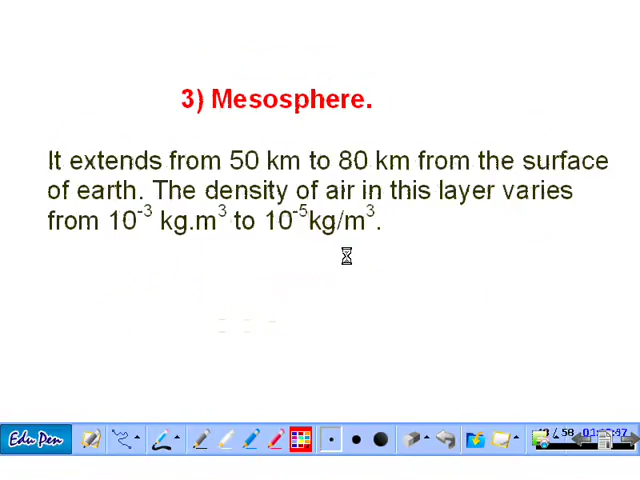 3) Mesosphere.
It extends from 50 km to 80 km from the surface
of earth. The density of air in this layer varies
from 10⁻³ kg.m³ to 10⁻⁵kg/m³.
Edu Pen
/ 58